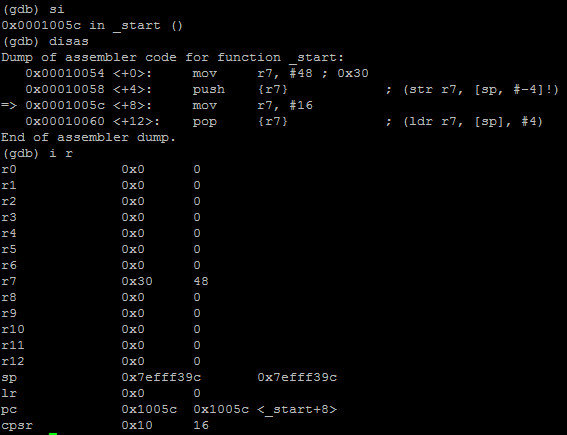 (gdb) si
0x0001005c in _start ()
(gdb) disas
Dump of assembler code for function _start:
   0x00010054 <+0>:     mov     r7, #48 ; 0x30
   0x00010058 <+4>:     push    {r7}            ; (str r7, [sp, #-4]!)
=> 0x0001005c <+8>:     mov     r7, #16
   0x00010060 <+12>:    pop     {r7}            ; (ldr r7, [sp], #4)
End of assembler dump.
(gdb) i r
r0             0x0      0
r1             0x0      0
r2             0x0      0
r3             0x0      0
r4             0x0      0
r5             0x0      0
r6             0x0      0
r7             0x30     48
r8             0x0      0
r9             0x0      0
r10            0x0      0
r11            0x0      0
r12            0x0      0
sp             0x7efff39c       0x7efff39c
lr             0x0      0
pc             0x1005c  0x1005c <_start+8>
cpsr           0x10     16